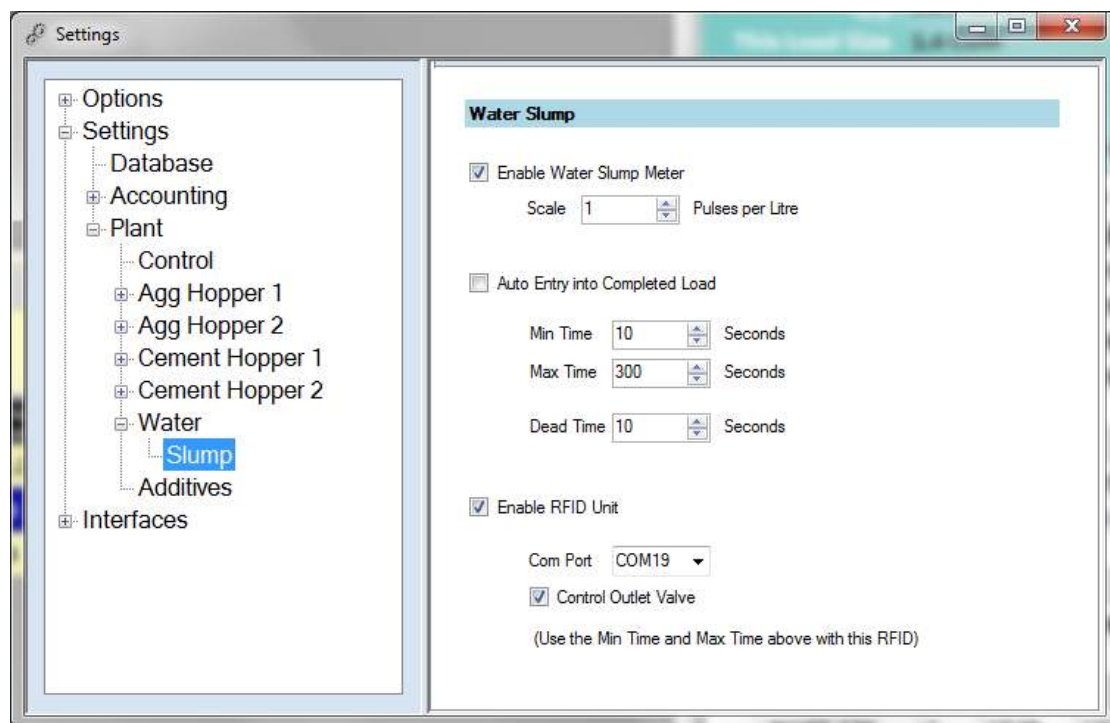 Settings
This Load Size
Options
Settings
Database
Accounting
Plant
Control
Agg Hopper 1
Agg Hopper 2
Cement Hopper 1
Cement Hopper 2
Water
Slump
Additives
Interfaces
Water Slump
Enable Water Slump Meter
Scale 1 Pulses per Litre
Auto Entry into Completed Load
Min Time 10 Seconds
Max Time 300 Seconds
Dead Time 10 Seconds
Enable RFID Unit
Com Port COM19
Control Outlet Valve
(Use the Min Time and Max Time above with this RFID)